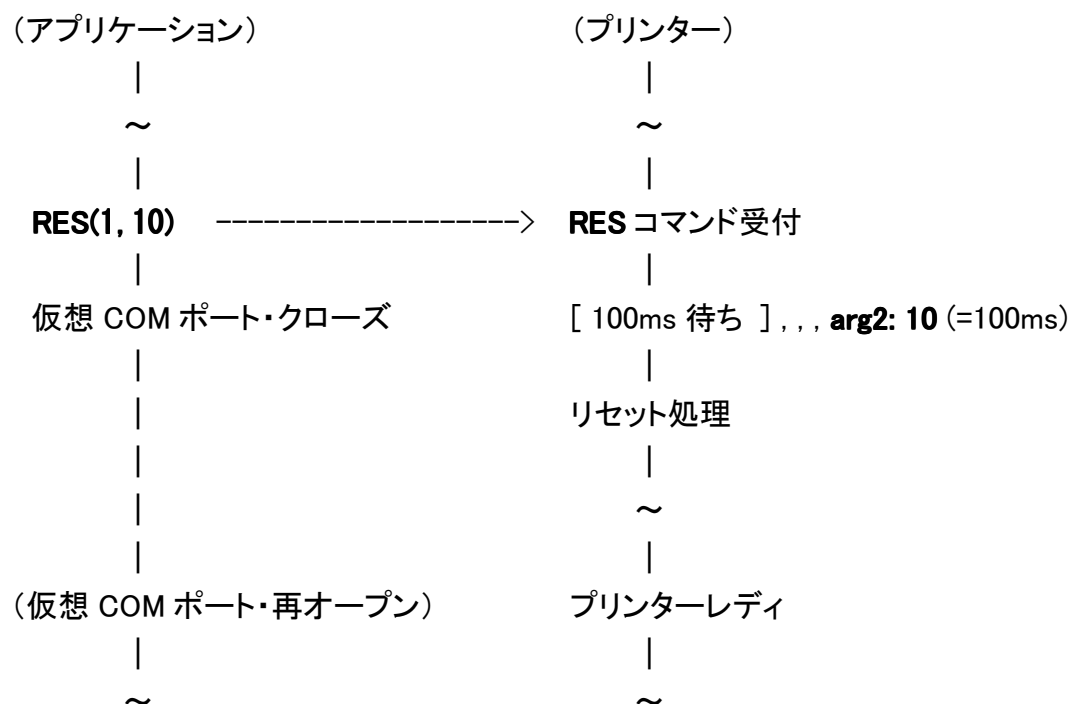 （アプリケーション） （プリンター）
| |
～ ～
| |
RES(1, 10) -------------------> RES コマンド受付
| |
仮想 COM ポート・クローズ [ 100ms 待ち ] , , , arg2: 10 (=100ms)
| |
| リセット処理
| |
| ～
| |
（仮想 COM ポート・再オープン） プリンターレディ
| |
～ ～